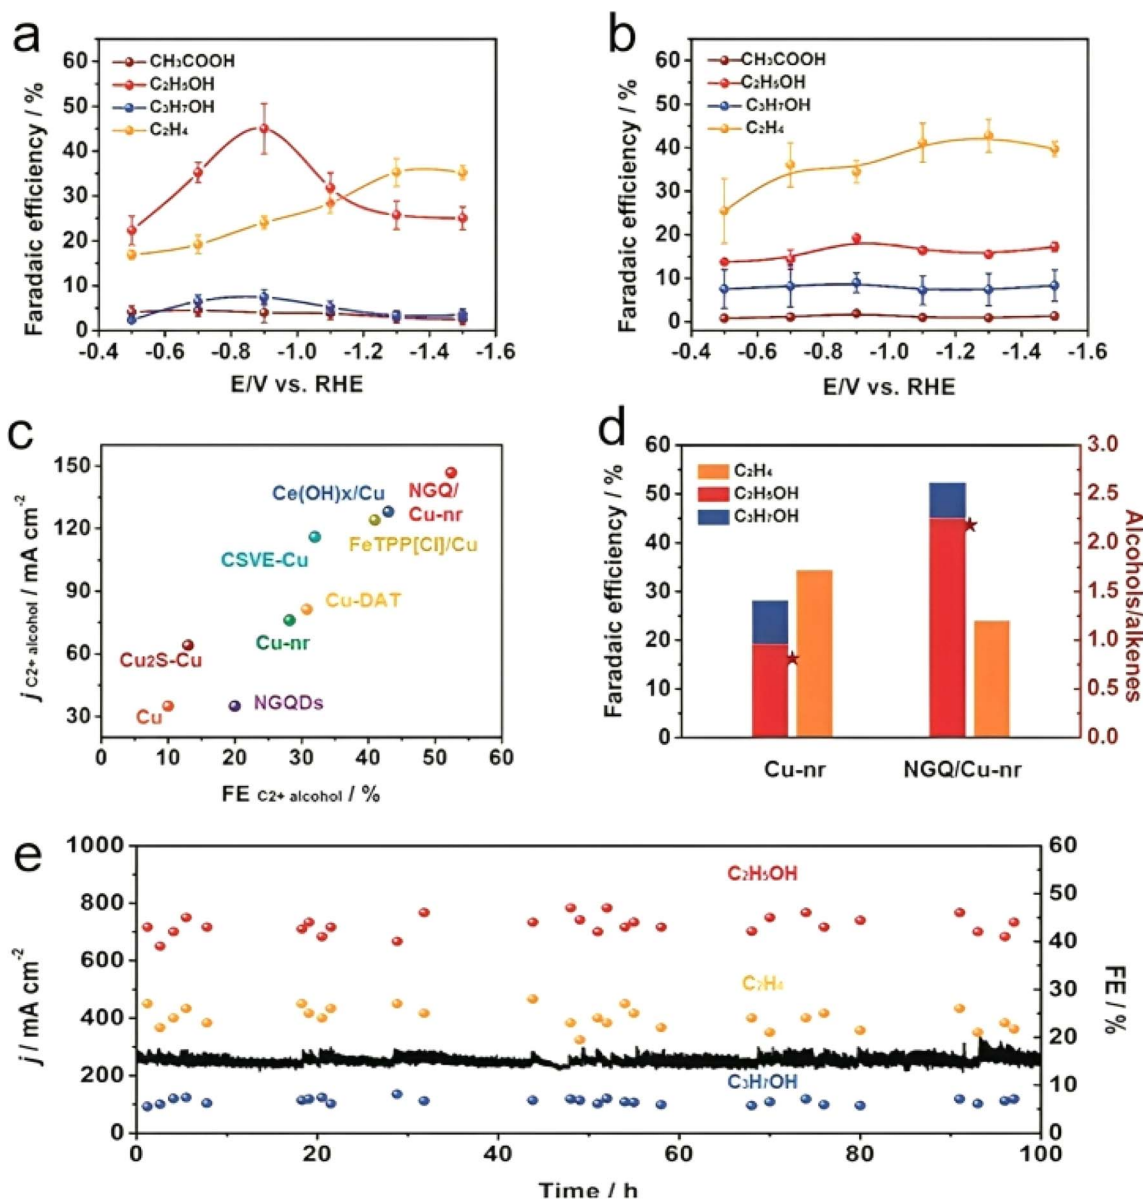 a
CH₃COOH
C₂H₅OH
C₃H₇OH
C₂H₄
Faradaic efficiency / %
60
50
40
30
20
10
0
-0.4 -0.6 -0.8 -1.0 -1.2 -1.4 -1.6
E/V vs. RHE
b
CH₃COOH
C₂H₅OH
C₃H₇OH
C₂H₄
Faradaic efficiency / %
60
50
40
30
20
10
0
-0.4 -0.6 -0.8 -1.0 -1.2 -1.4 -1.6
E/V vs. RHE
c
j C2+ alcohol / mA cm⁻²
150
120
90
60
30
Ce(OH)x/Cu
NGQ/
Cu-nr
FeTPP[Cl]/Cu
CSVE-Cu
Cu-DAT
Cu-nr
Cu₂S-Cu
NGQDs
Cu
0 10 20 30 40 50 60
FE C2+ alcohol / %
d
C₂H₄
C₂H₅OH
C₃H₇OH
Faradaic efficiency / %
60
50
40
30
20
10
0
Alcohols/alkenes
3.0
2.5
2.0
1.5
1.0
0.5
0.0
Cu-nr NGQ/Cu-nr
e
j / mA cm⁻²
1000
800
600
400
200
0
C₂H₅OH
C₂H₄
C₃H₇OH
FE / %
60
50
40
30
20
10
0
0 20 40 60 80 100
Time / h